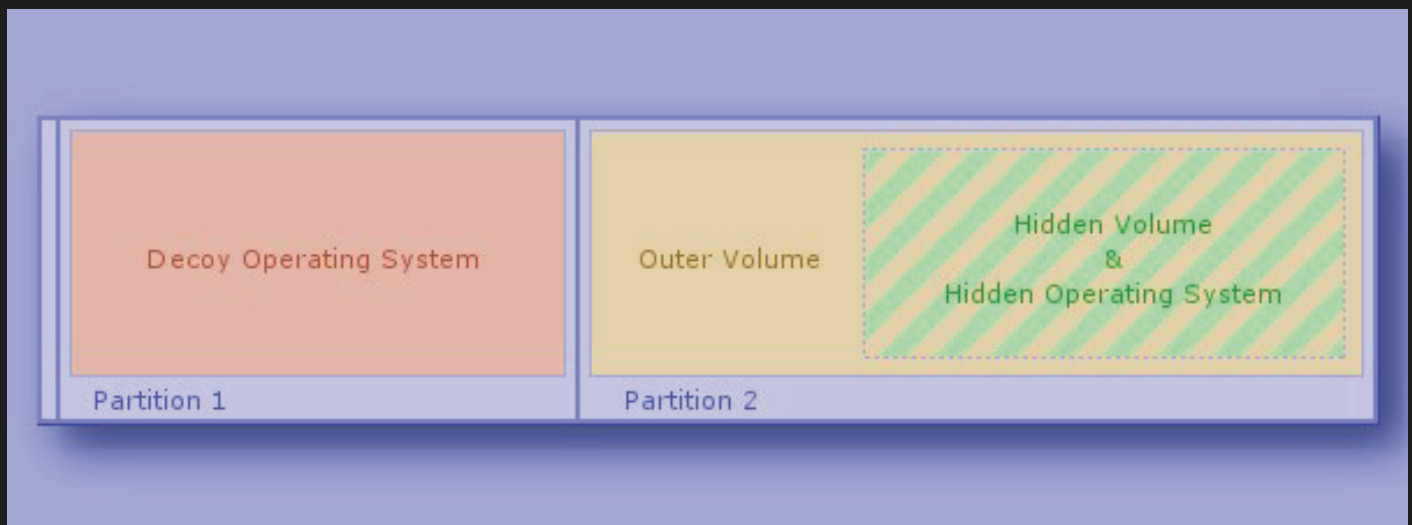 Decoy Operating System
Outer Volume
Hidden Volume
&
Hidden Operating System
Partition 1
Partition 2